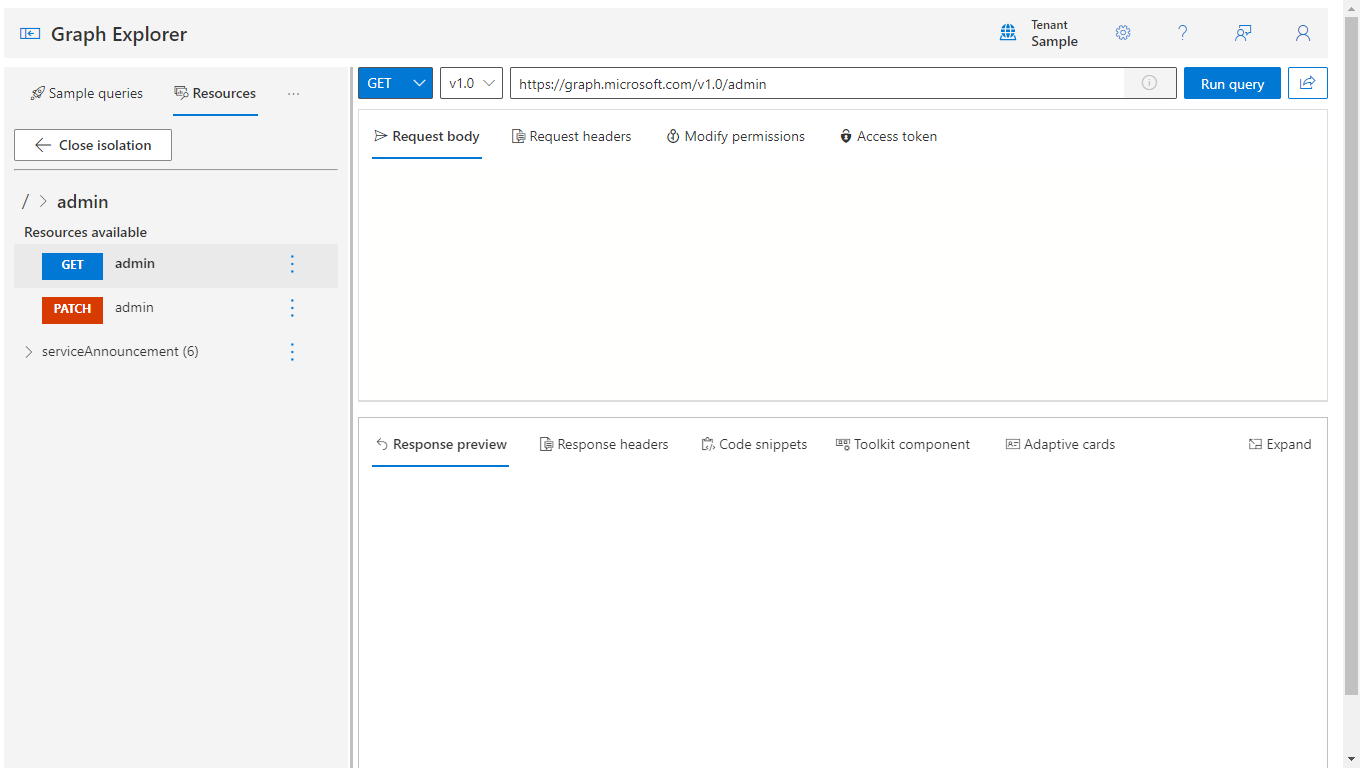 Graph Explorer
Tenant
Sample
?
Sample queries
Resources
...
Close isolation
/ > admin
Resources available
GET admin
PATCH admin
serviceAnnouncement (6)
GET
v1.0
https://graph.microsoft.com/v1.0/admin
Run query
Request body
Request headers
Modify permissions
Access token
Response preview
Response headers
Code snippets
Toolkit component
Adaptive cards
Expand